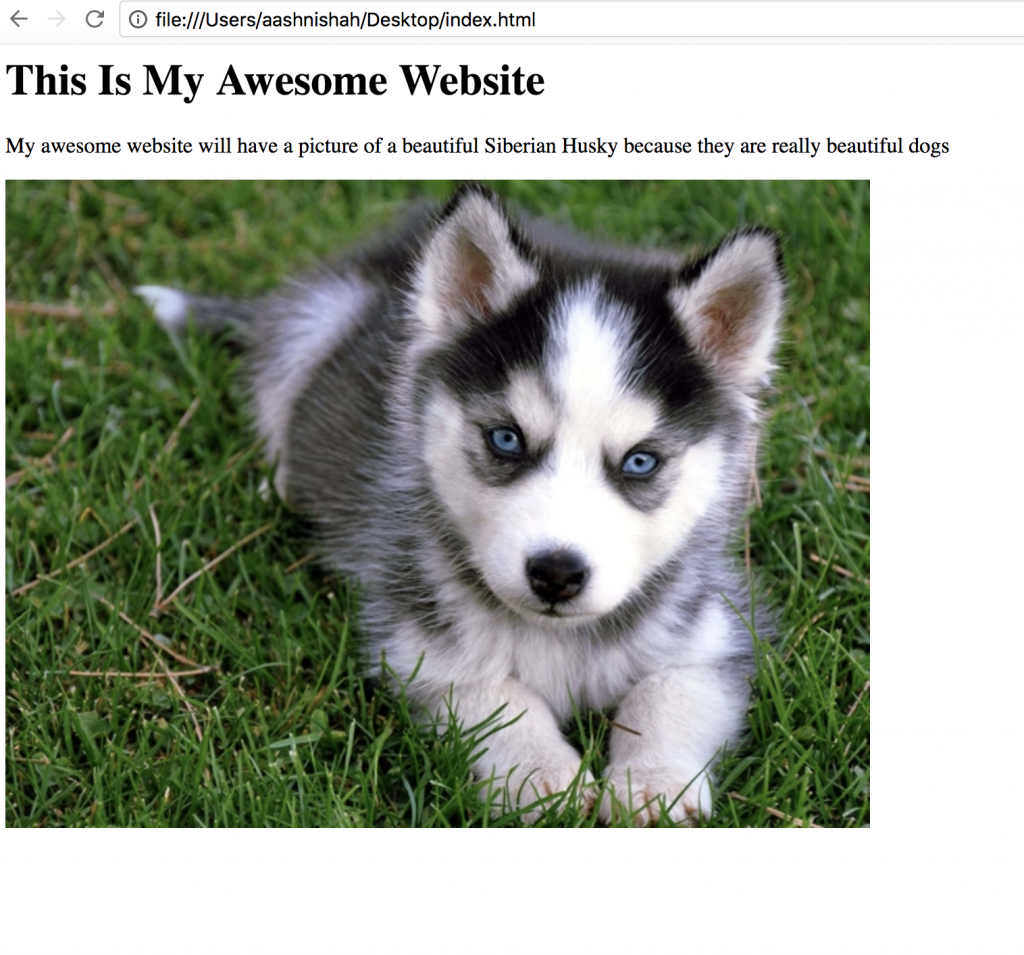 file:///Users/aashnishah/Desktop/index.html
This Is My Awesome Website
My awesome website will have a picture of a beautiful Siberian Husky because they are really beautiful dogs